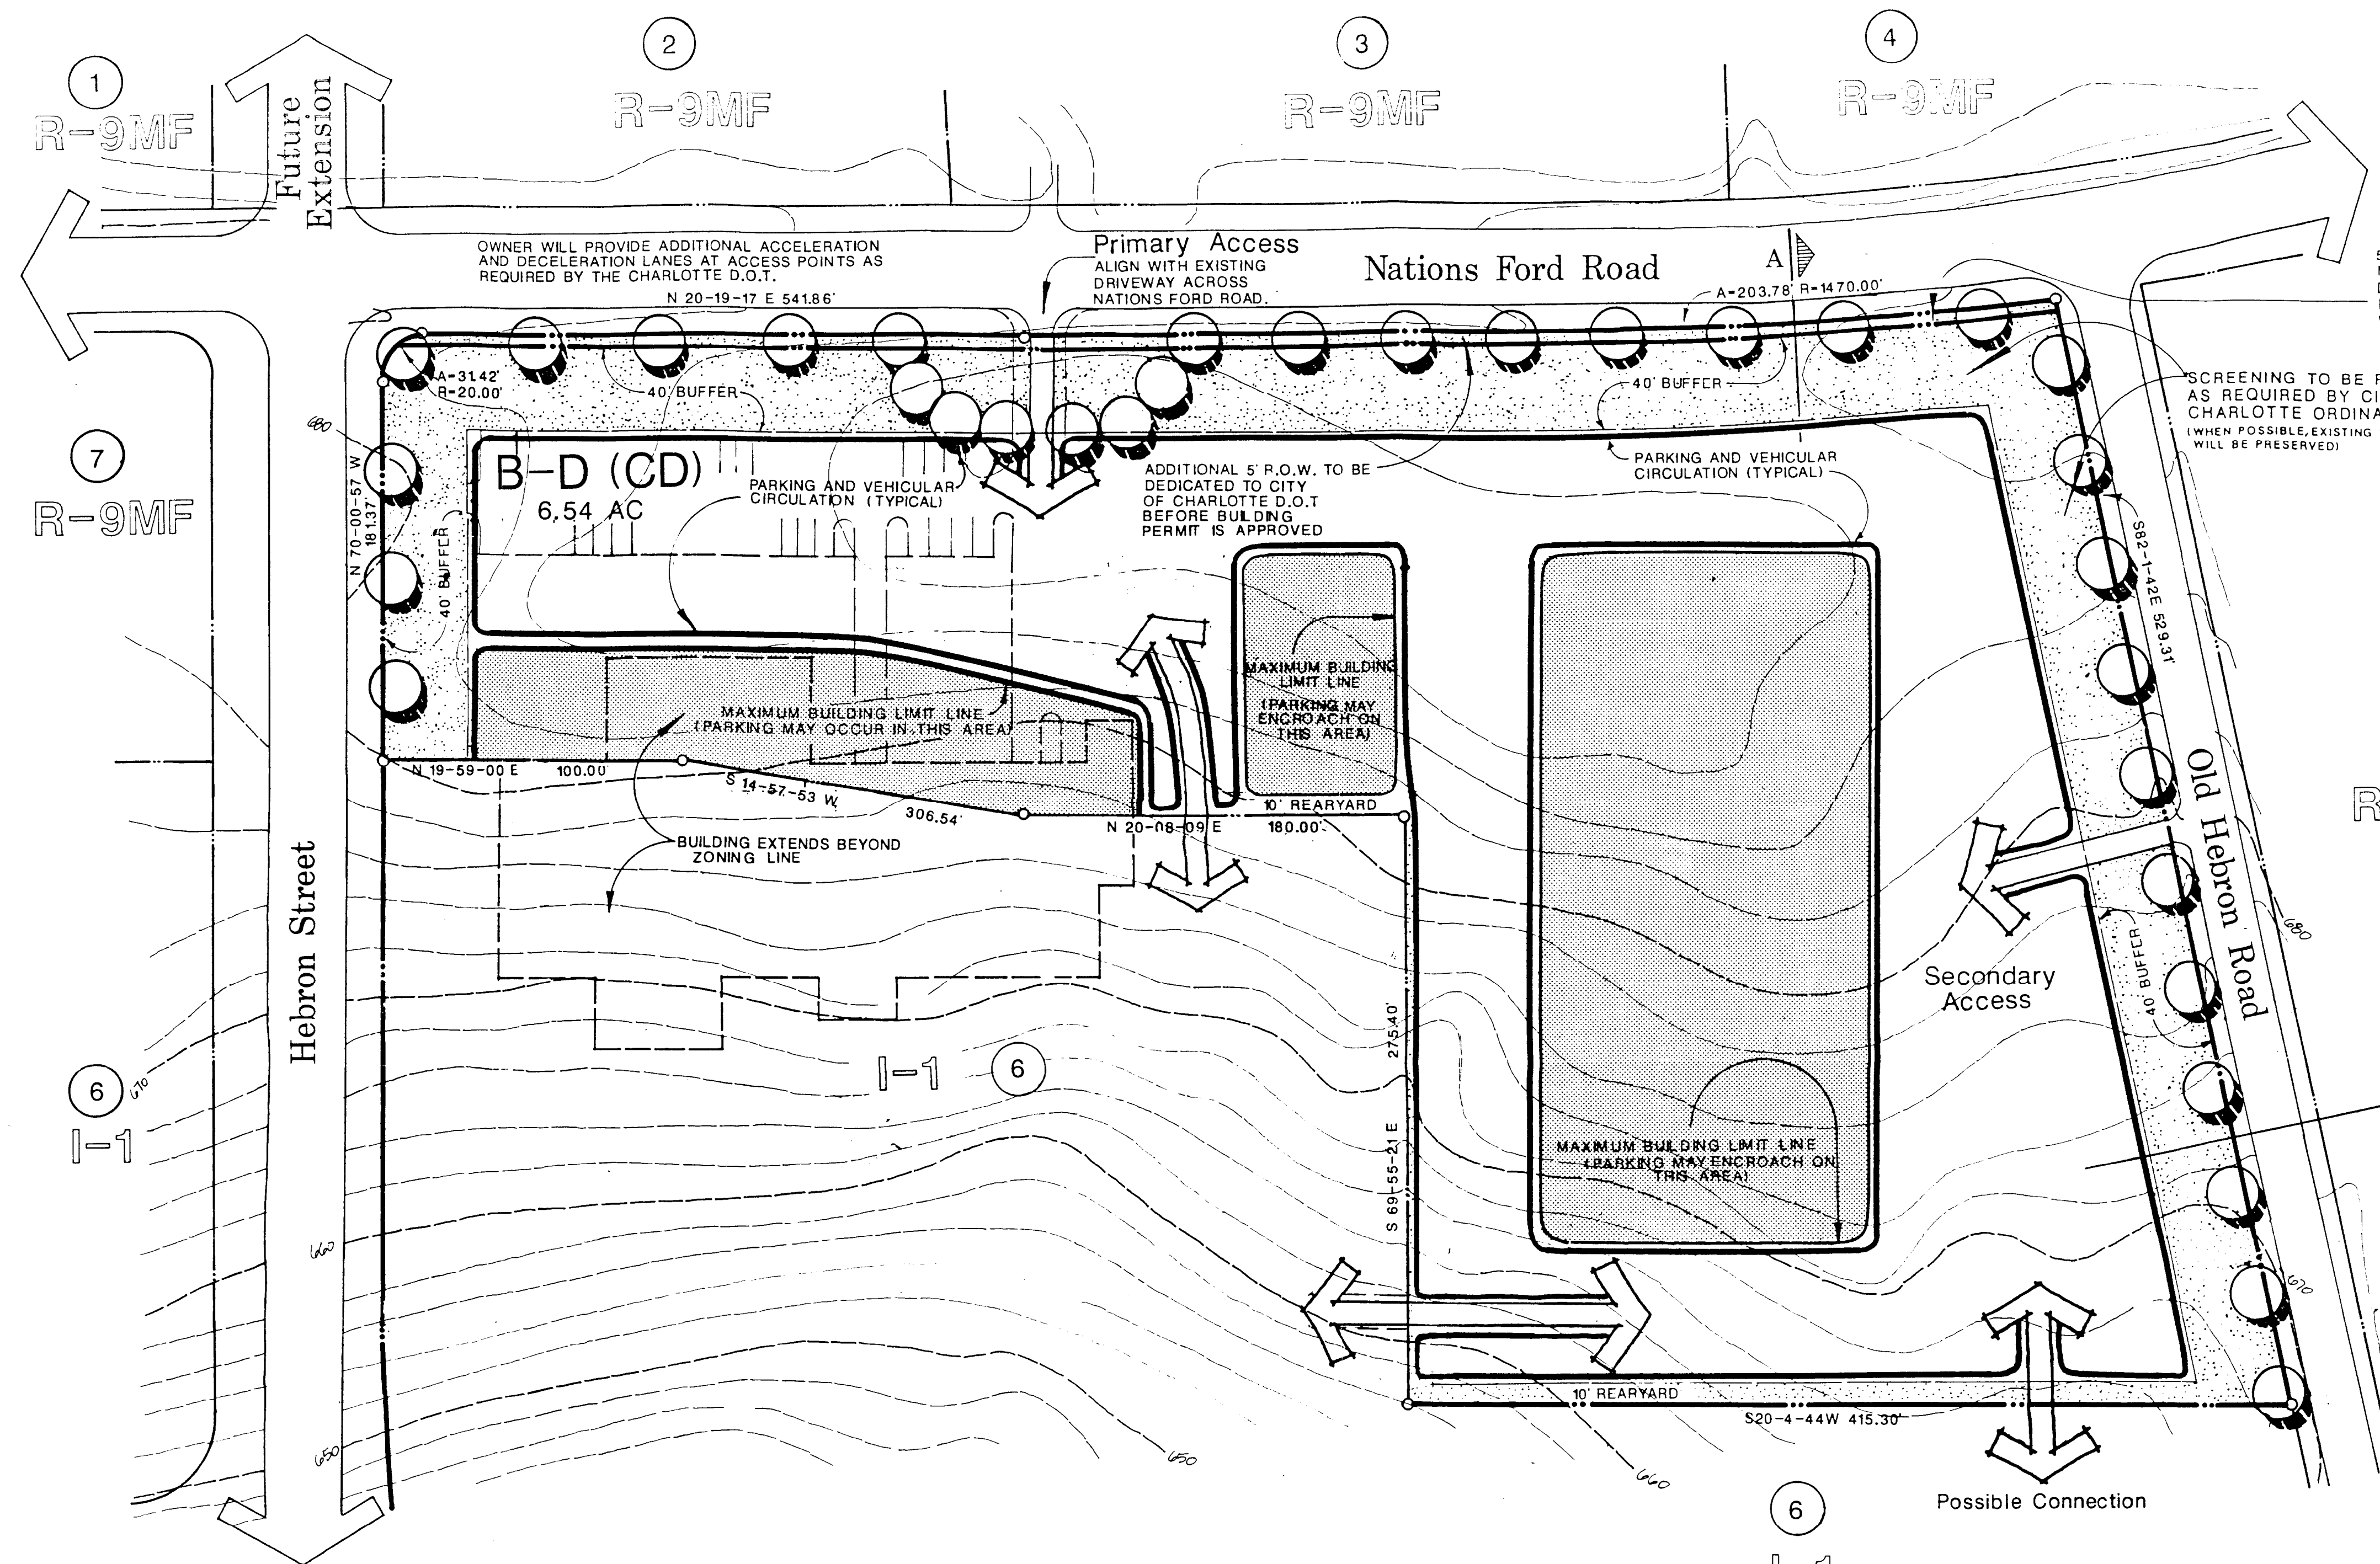 1
R-9MF
Future
Extension
2
R-9MF
3
R-9MF
4
R-9MF
OWNER WILL PROVIDE ADDITIONAL ACCELERATION
AND DECELERATION LANES AT ACCESS POINTS AS
REQUIRED BY THE CHARLOTTE D.O.T.
N 20-19-17 E 541.86'
Primary Access
ALIGN WITH EXISTING
DRIVEWAY ACROSS
NATIONS FORD ROAD.
Nations Ford Road
A
A=203.78' R=1470.00'
A=31.42'
R=20.00'
40' BUFFER
40' BUFFER
SCREENING TO BE
AS REQUIRED BY
CHARLOTTE
(WHEN POSSIBLE, EXISTING
WILL BE PRESERVED)
680
7
R-9MF
N 70-00-57 W
181.37
40' BUFFER
B-D (CD)
6.54 AC
PARKING AND VEHICULAR
CIRCULATION (TYPICAL)
ADDITIONAL 5' R.O.W. TO BE
DEDICATED TO CITY
OF CHARLOTTE D.O.T
BEFORE BUILDING
PERMIT IS APPROVED
PARKING AND VEHICULAR
CIRCULATION (TYPICAL)
S82-1-42E 529.31'
MAXIMUM BUILDING
LIMIT LINE
(PARKING MAY
ENCROACH ON
THIS AREA)
MAXIMUM BUILDING LIMIT LINE
(PARKING MAY OCCUR IN THIS AREA)
N 19-59-00 E 100.00'
S 14-57-53 W
306.54'
10' REARYARD
N 20-08-09 E 180.00'
BUILDING EXTENDS BEYOND
ZONING LINE
Hebron Street
Old Hebron Road
R
680
Secondary
Access
40' BUFFER
275.40'
S 69-55-21 E
I-1
6
6
I-1
670
MAXIMUM BUILDING LIMIT LINE
(PARKING MAY ENCROACH ON
THIS AREA)
660
670
10' REARYARD
S20-4-44W 415.30'
650
650
660
6
Possible Connection